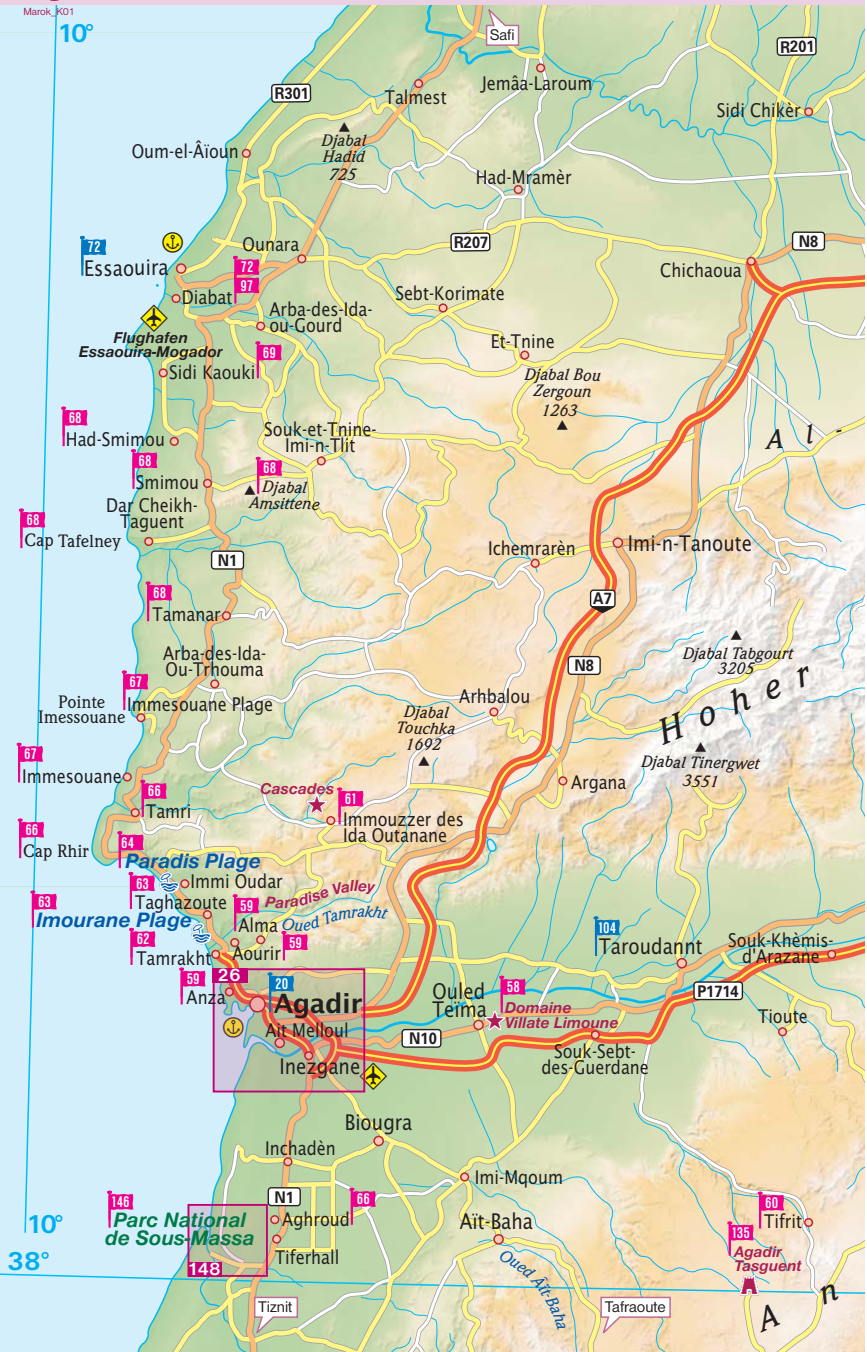 Marok_K01
10°
Safi
R201
R301
Talmest
Jemâa-Laroum
Sidi Chikèr
Oum-el-Âïoun
Djabal
Hadid
725
Had-Mramèr
72
Essaouira
Ounara
R207
N8
Chichaoua
72
97
Diabat
Sebt-Korimate
Arba-des-Ida-
ou-Gourd
Flughafen
Essaouira-Mogador
69
Et-Tnine
Sidi Kaouki
Djabal Bou
Zergoun
1263
68
Had-Smimou
Souk-et-Tnine-
Imi-n-Tlit
A l -
68
Smimou
68
Djabal
Amsittene
Dar Cheikh-
Taguent
68
Cap Tafelney
Ichemrarèn
Imi-n-Tanoute
N1
A7
68
Tamanar
Djabal Tabgourt
3205
Arba-des-Ida-
Ou-Trhouma
N8
Hoher
67
Immesouane Plage
Pointe
Imessouane
Arhbalou
Djabal
Touchka
1692
Djabal Tinergwet
3551
67
Immesouane
Argana
Cascades
66
Tamri
61
Immouzzer des
Ida Outanane
66
Cap Rhir
64
Paradis Plage
63
Immi Oudar
Taghazoute
Paradise Valley
63
Imourane Plage
59
Alma
Oued Tamrakht
104
Taroudannt
Souk-Khèmis-
d'Arazane
62
Tamrakht
Aourir
59
59
Anza
26
20
Agadir
58
Domaine
Villate Limoune
Ouled
Teïma
P1714
Tioute
Ait Melloul
N10
Inezgane
Souk-Sebt-
des-Guerdane
Biougra
Inchadèn
Imi-Mqoum
146
Parc National
de Sous-Massa
N1
66
Aghroud
Aït-Baha
60
Tifrit
10°
38°
Tiferhall
135
Agadir
Tasguent
148
Oued Âït-Baha
Tiznit
Tafraoute
A n